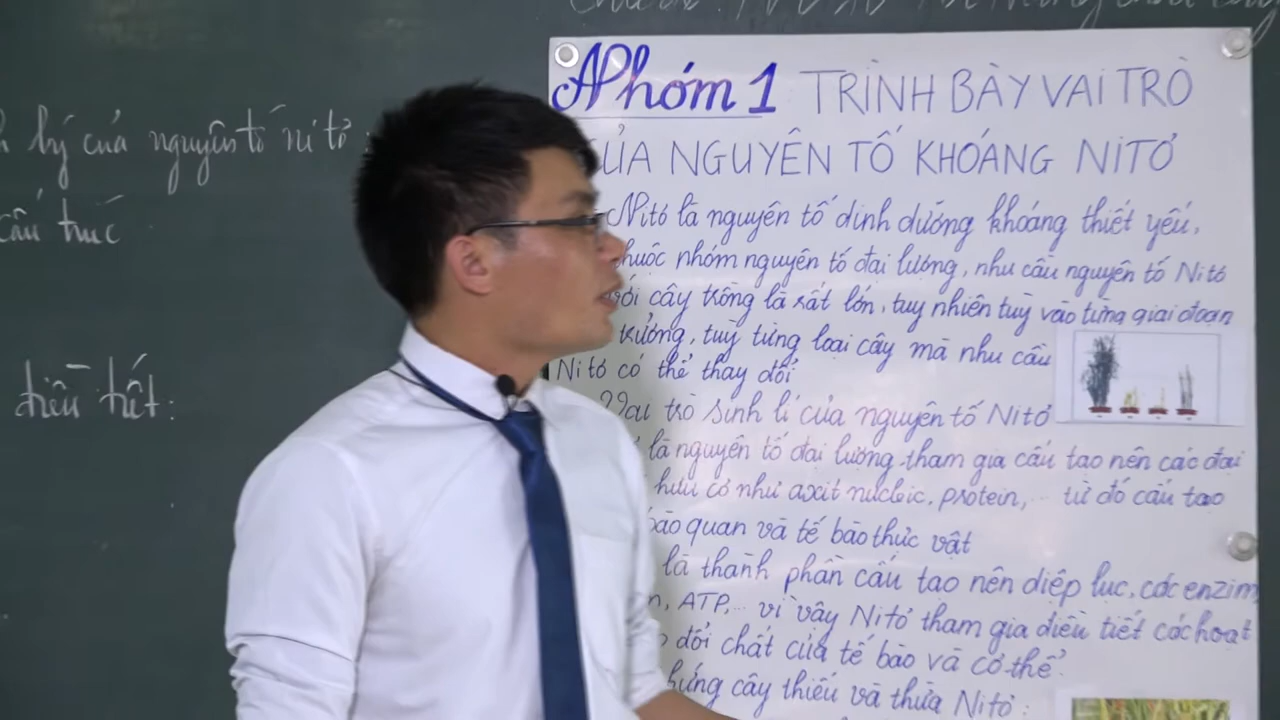 lý của nguyên tố nitơ :
cấu trúc
điều tiết:
Nhóm 1 TRÌNH BÀY VAI TRÒ
ỦA NGUYÊN TỐ KHOÁNG NITƠ
Nitơ là nguyên tố dinh dưỡng khoáng thiết yếu,
huộc nhóm nguyên tố đại lượng, nhu cầu nguyên tố Nitơ
với cây trồng là rất lớn, tuy nhiên tuỳ vào từng giai đoạn
trưởng, tuỳ từng loại cây mà nhu cầu
Nitơ có thể thay đổi
Vai trò sinh lí của nguyên tố Nitơ
là nguyên tố đại lượng tham gia cấu tạo nên các đại
hữu cơ như axit nucleic, protein, ... từ đó cấu tạo
bào quan và tế bào thực vật
là thành phần cấu tạo nên diệp lục, các enzim
n, ATP,... vì vậy Nitơ tham gia điều tiết các hoạt
đổi chất của tế bào và cơ thể.
hứng cây thiếu và thừa Nitơ :